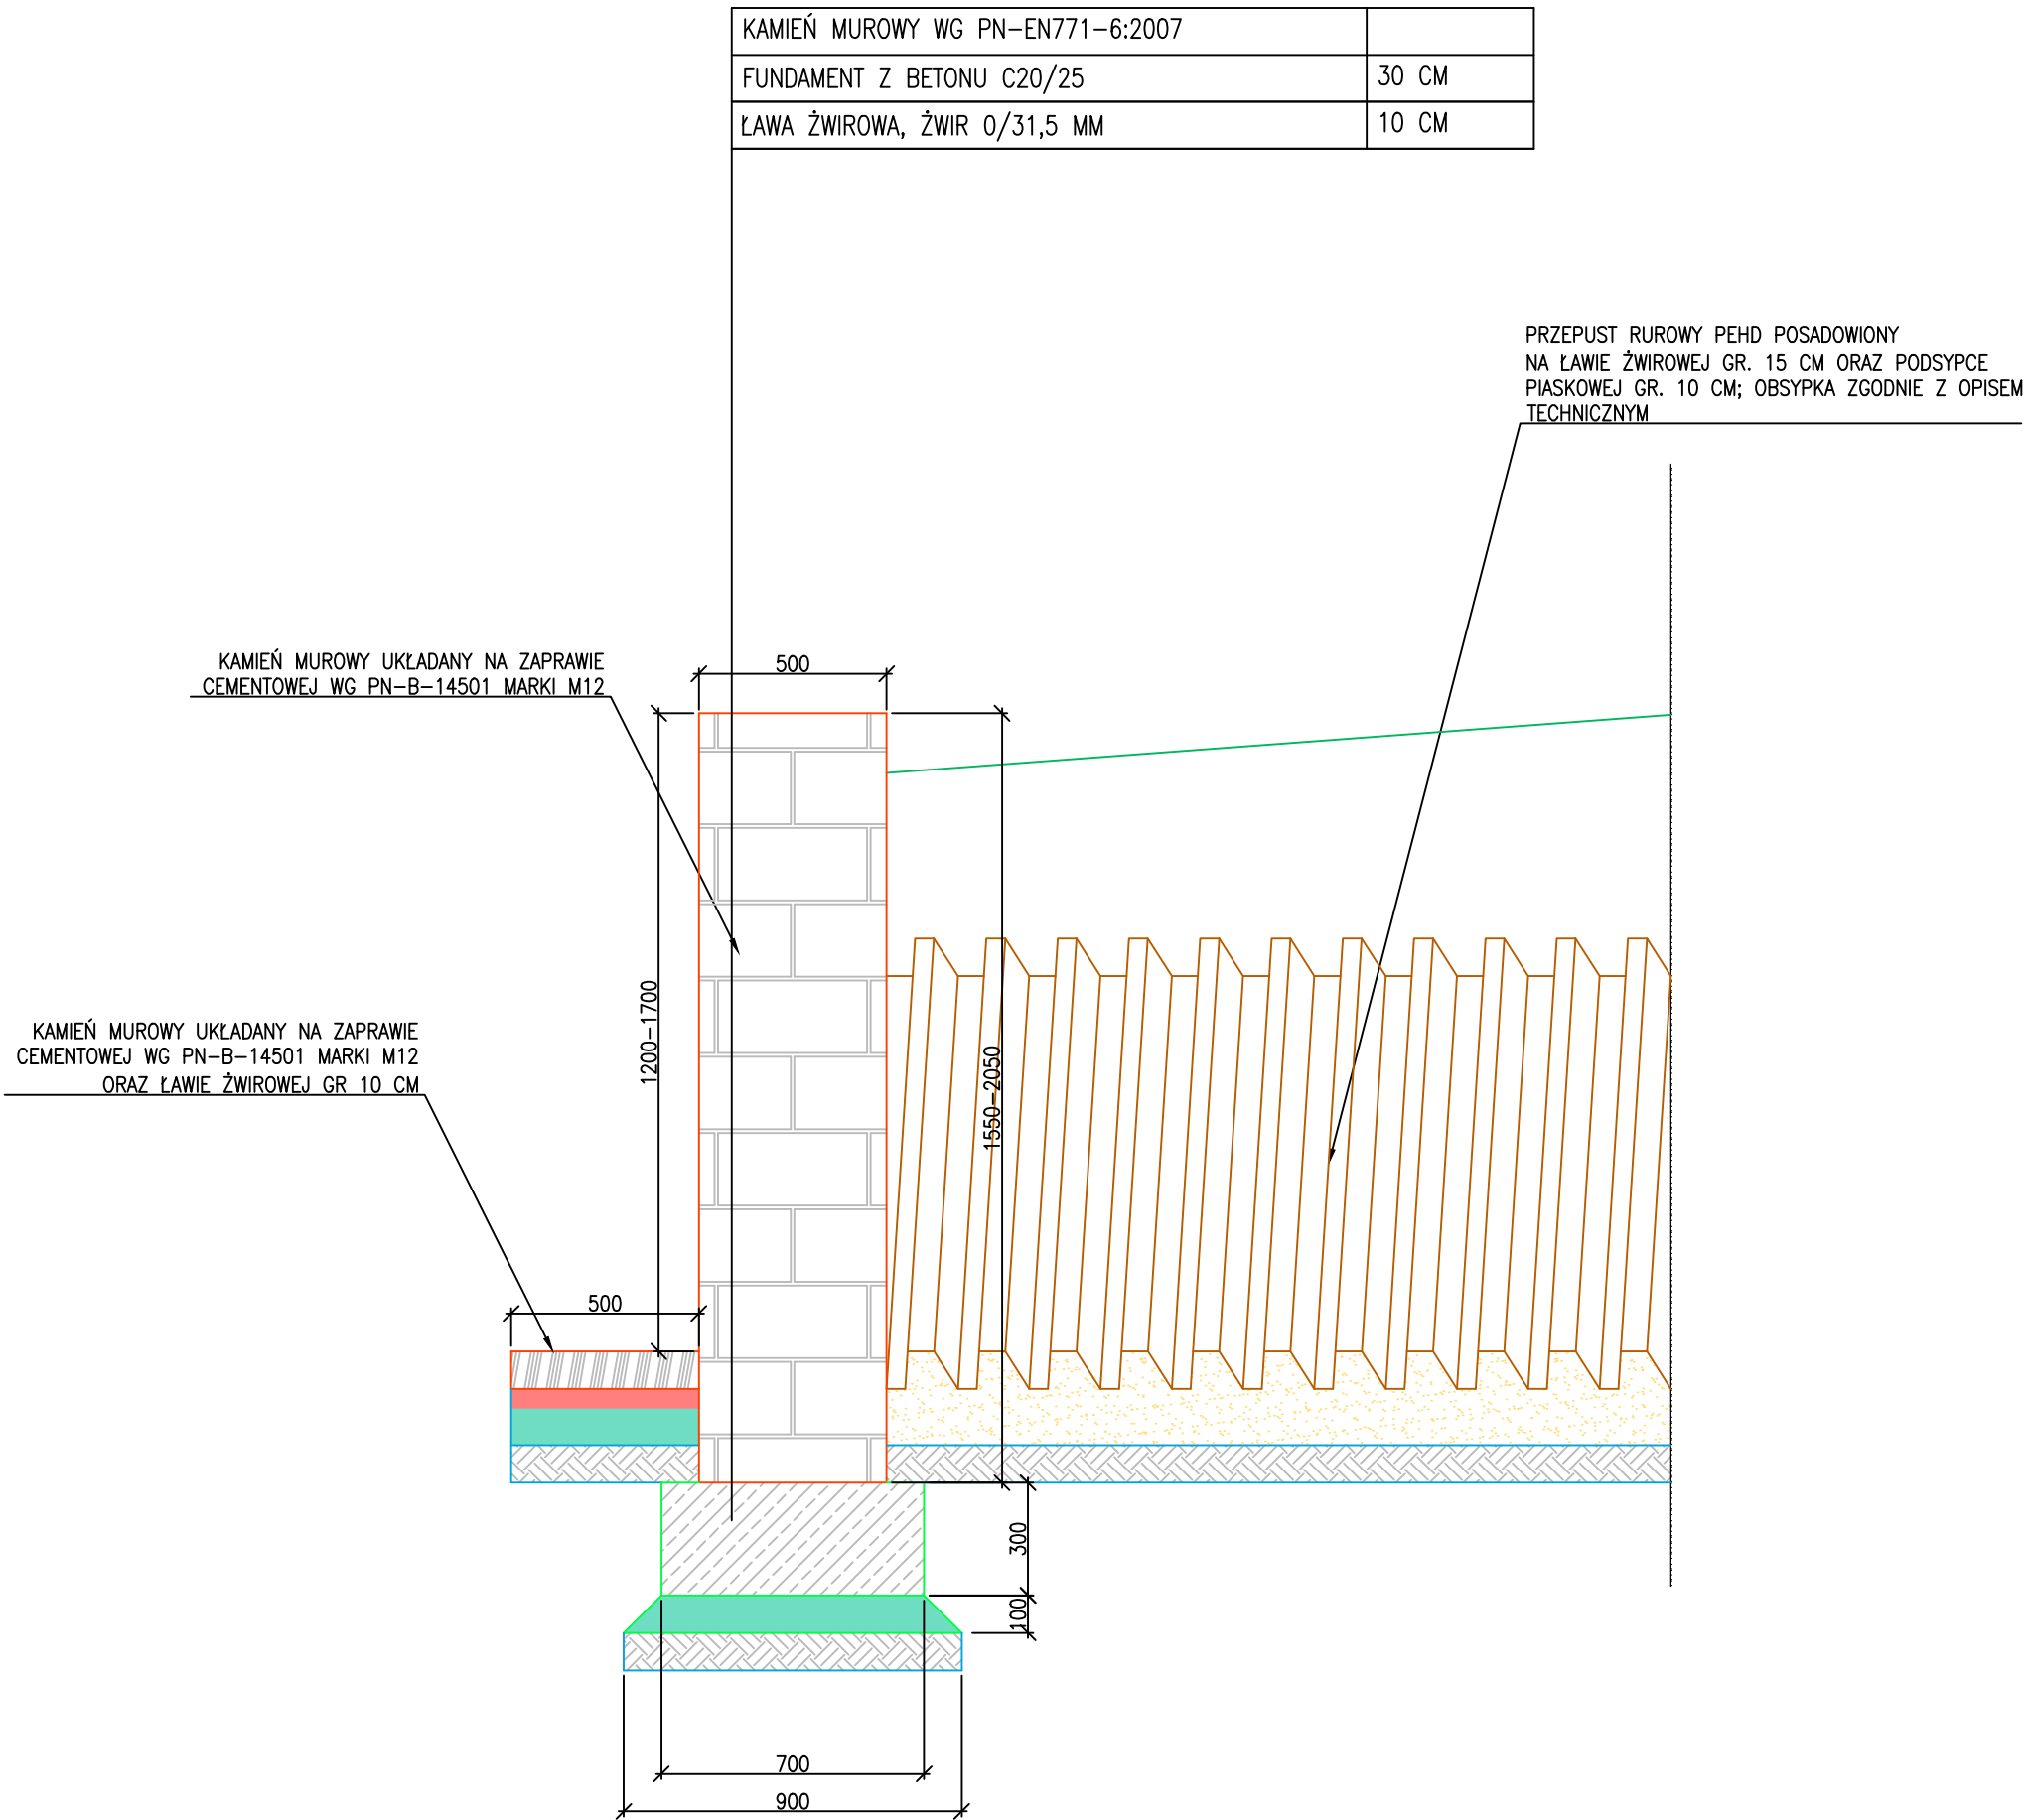 KAMIEŃ MUROWY WG PN-EN771-6:2007
FUNDAMENT Z BETONU C20/25 30 CM
ŁAWA ŻWIROWA, ŻWIR 0/31,5 MM 10 CM
PRZEPUST RUROWY PEHD POSADOWIONY
NA ŁAWIE ŻWIROWEJ GR. 15 CM ORAZ PODSYPCE
PIASKOWEJ GR. 10 CM; OBSYPKA ZGODNIE Z OPISEM
TECHNICZNYM
KAMIEŃ MUROWY UKŁADANY NA ZAPRAWIE
CEMENTOWEJ WG PN-B-14501 MARKI M12
500
1200-1700
1550-2050
KAMIEŃ MUROWY UKŁADANY NA ZAPRAWIE
CEMENTOWEJ WG PN-B-14501 MARKI M12
ORAZ ŁAWIE ŻWIROWEJ GR 10 CM
500
300
100
700
900